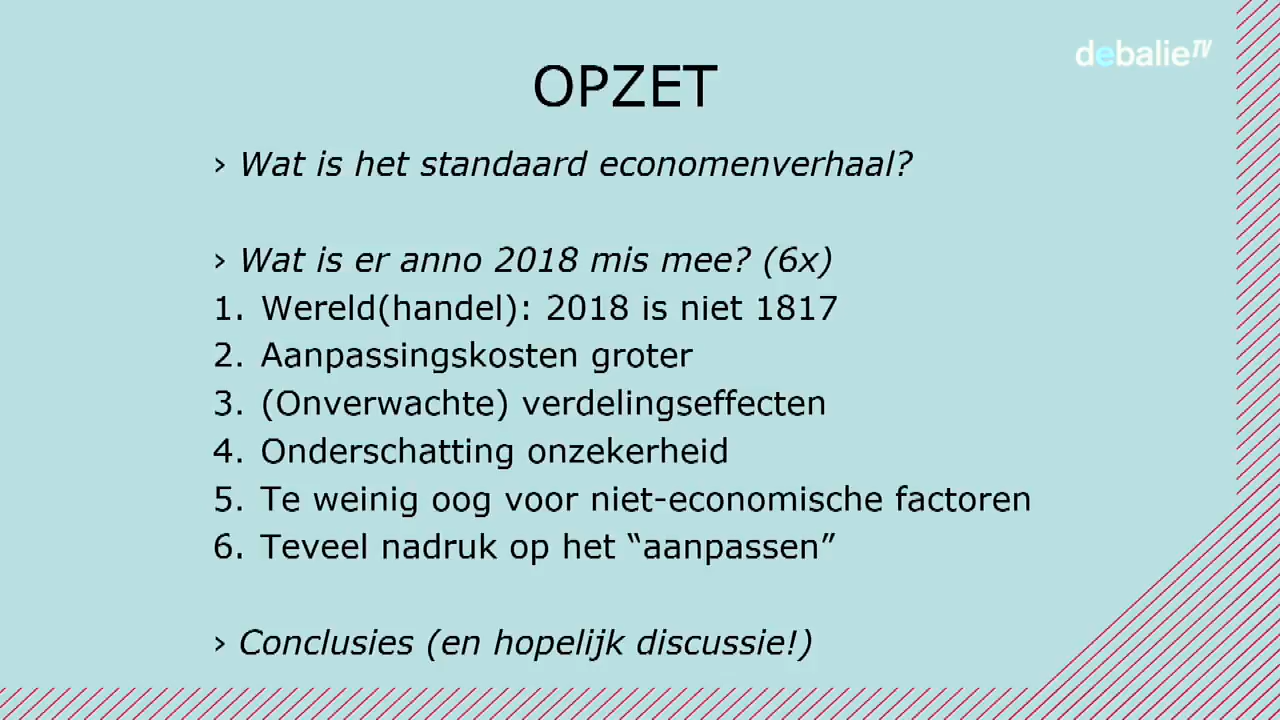 debalieTV
OPZET
› Wat is het standaard economenverhaal?
› Wat is er anno 2018 mis mee? (6x)
1. Wereld(handel): 2018 is niet 1817
2. Aanpassingskosten groter
3. (Onverwachte) verdelingseffecten
4. Onderschatting onzekerheid
5. Te weinig oog voor niet-economische factoren
6. Teveel nadruk op het “aanpassen”
› Conclusies (en hopelijk discussie!)